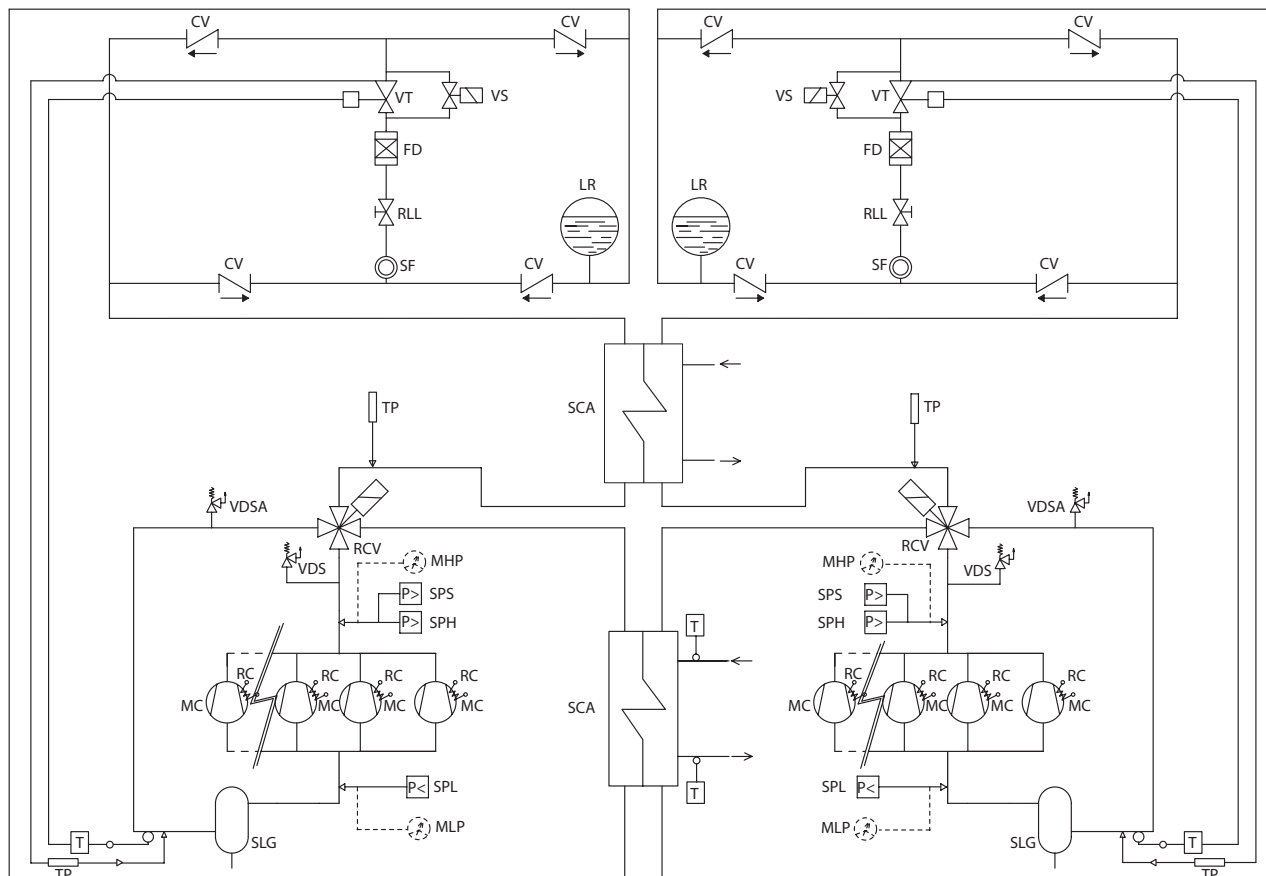 CV CV CV CV
VT VS VS VT
FD FD
LR LR
RLL RLL
CV SF CV CV SF CV
TP SCA TP
VDSA VDSA
RCV MHP MHP RCV
VDS VDS
P> SPS SPS P>
P> SPH SPH P>
T
RC RC RC RC RC RC RC RC
MC MC MC MC SCA MC MC MC MC
P< SPL SPL P<
T
MLP MLP
T SLG SLG T
TP TP